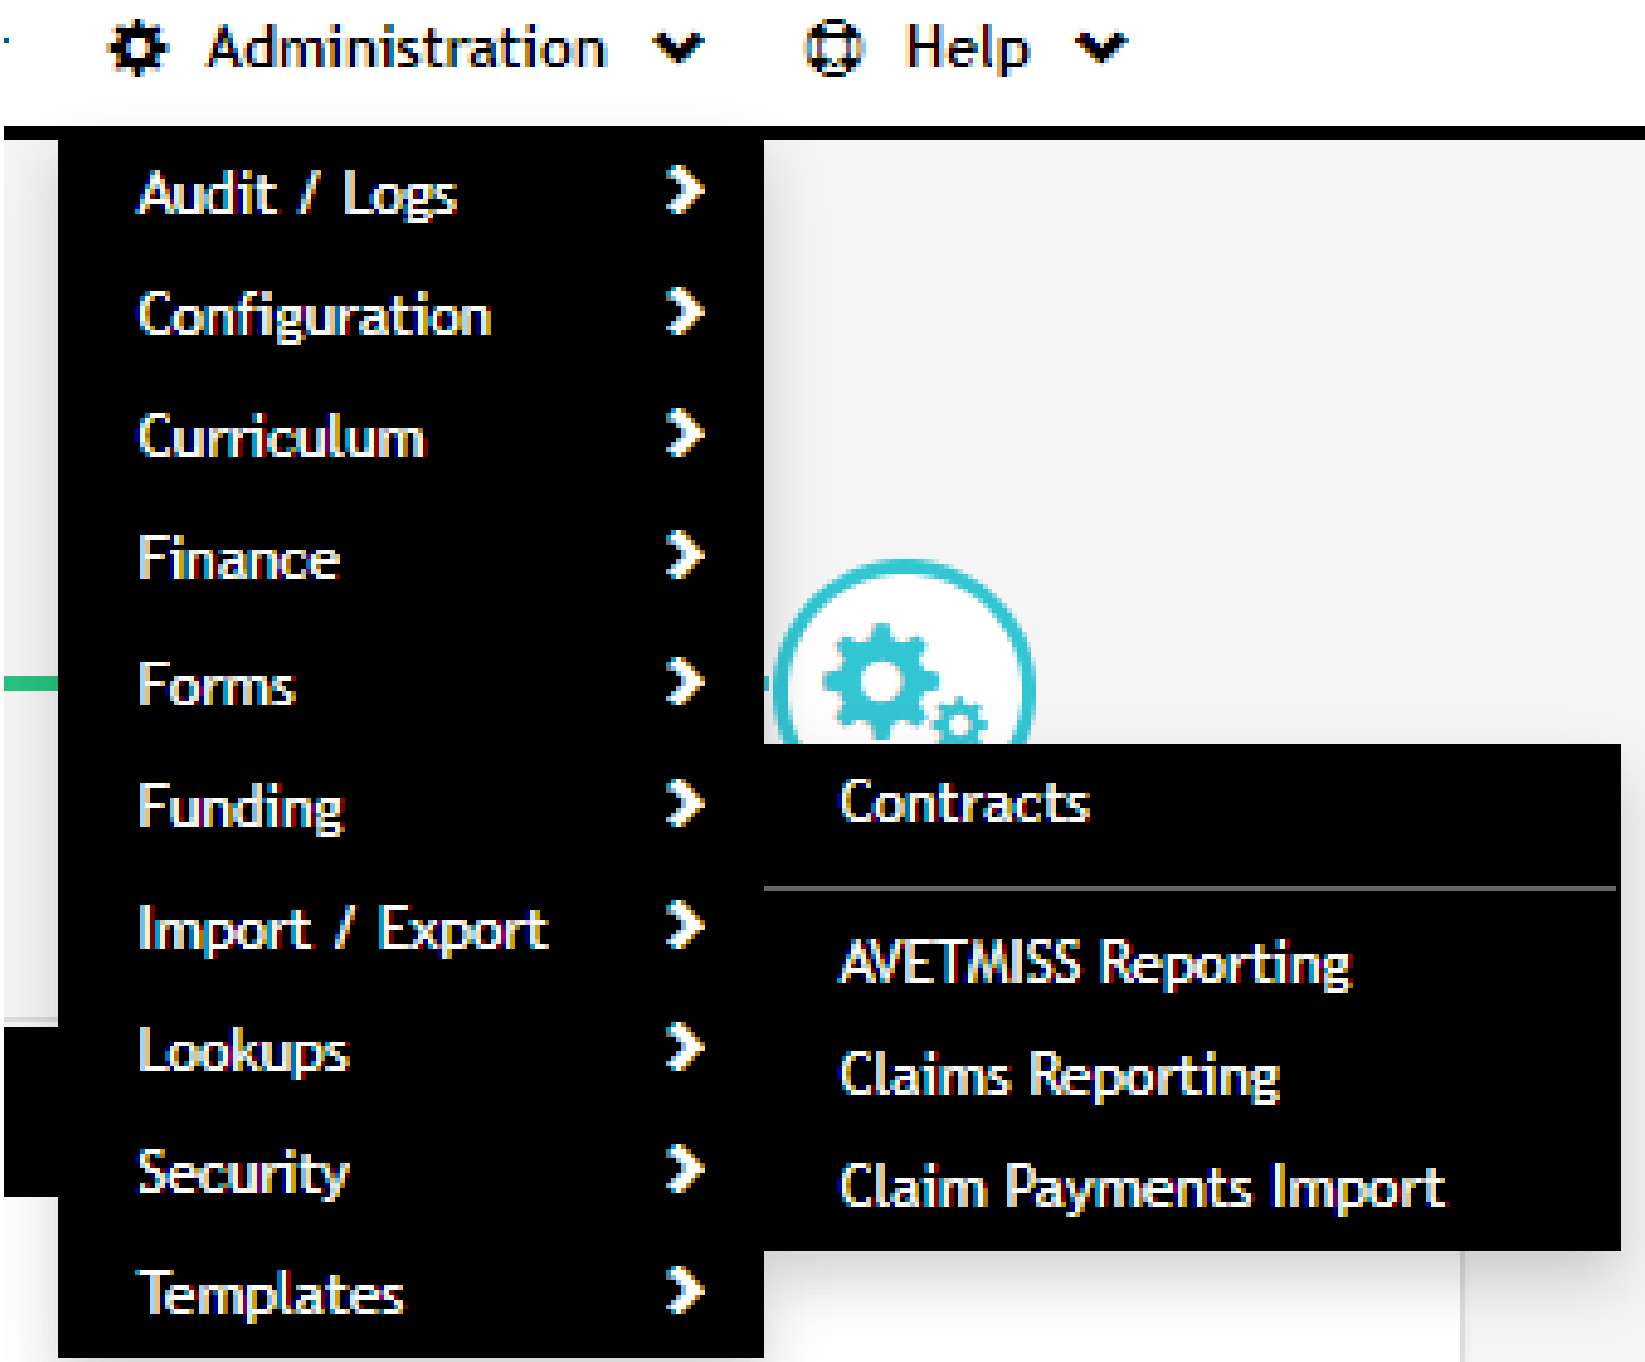 Administration Help
Audit / Logs
Configuration
Curriculum
Finance
Forms
Funding
Import / Export
Lookups
Security
Templates
Contracts
AVETMISS Reporting
Claims Reporting
Claim Payments Import